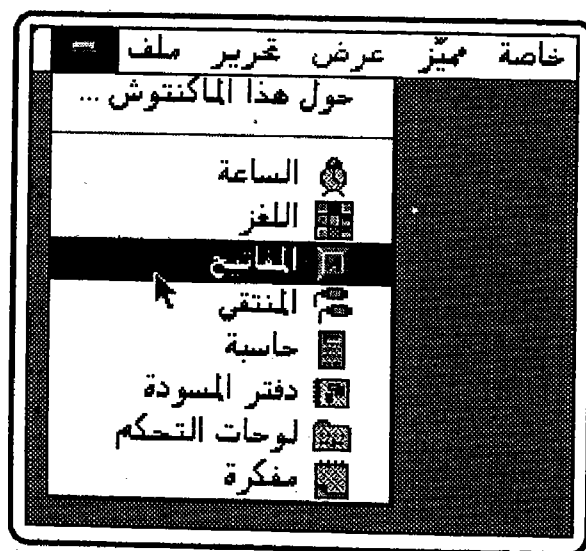 ملف تحرير عرض مميّز خاصة
حول هذا الماكنتوش ...
الساعة
اللغز
المفاتيح
المنتقي
حاسبة
دفتر المسودة
لوحات التحكم
مفكرة